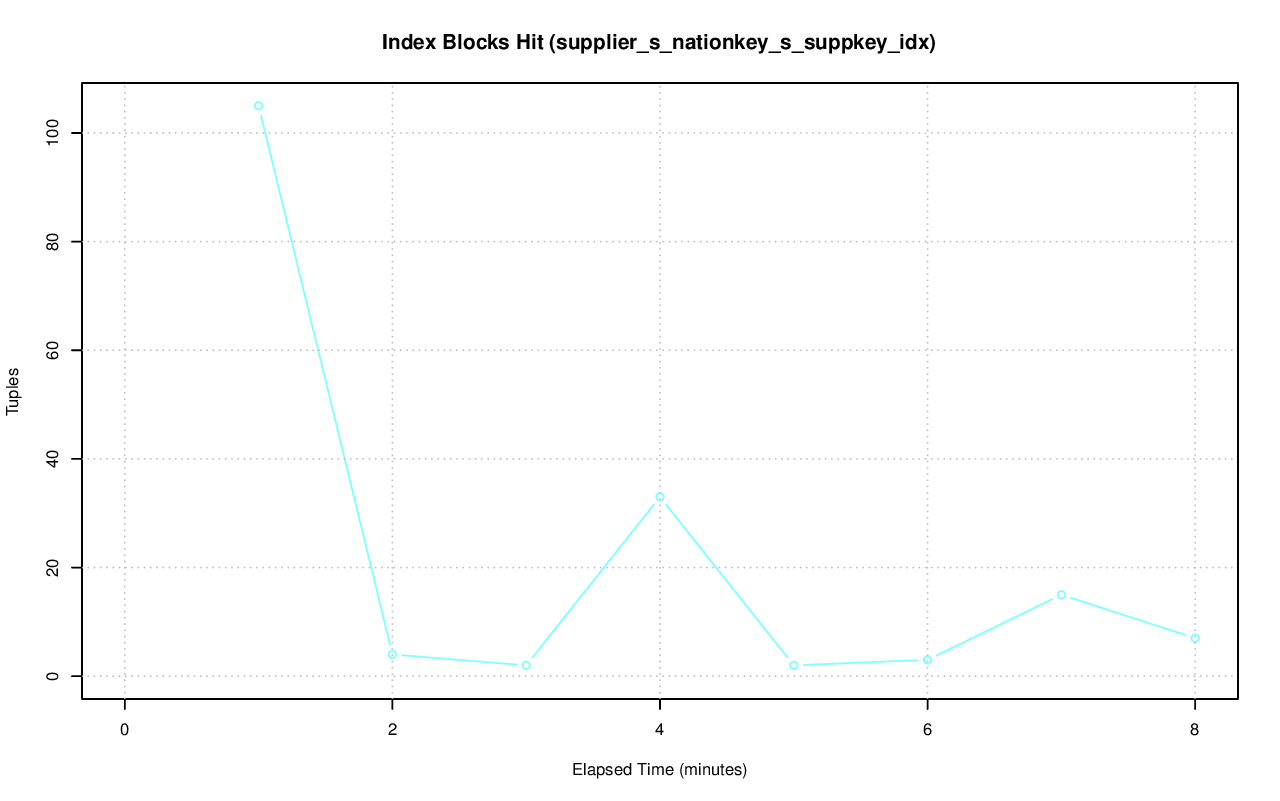 Index Blocks Hit (supplier_s_nationkey_s_suppkey_idx)
Tuples
100
80
60
40
20
0
0 2 4 6 8
Elapsed Time (minutes)